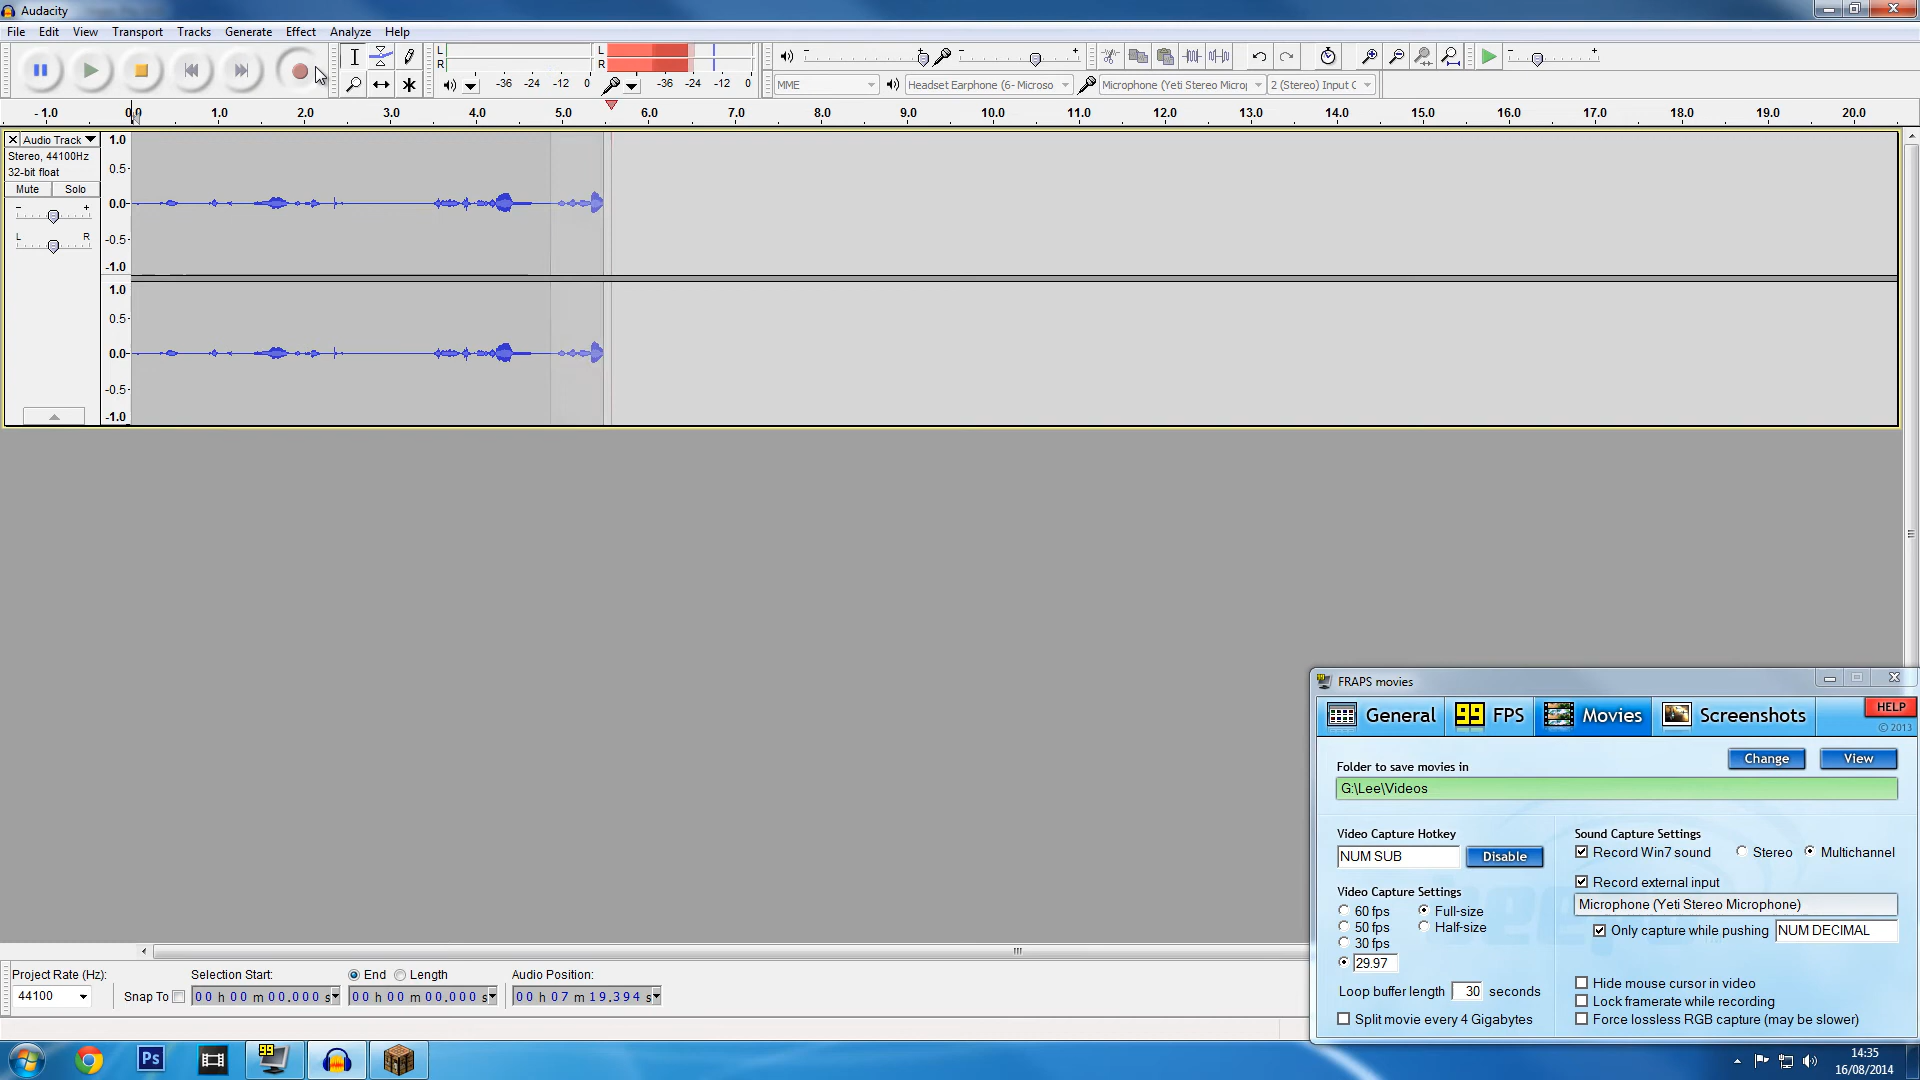 Audacity
File Edit View Transport Tracks Generate Effect Analyze Help
L
R
-36 -24 -12 0
L
R
-36 -24 -12 0
MME
Headset Earphone (6- Microso
Microphone (Yeti Stereo Micro
2 (Stereo) Input C
-1.0 0.0 1.0 2.0 3.0 4.0 5.0 6.0 7.0 8.0 9.0 10.0 11.0 12.0 13.0 14.0 15.0 16.0 17.0 18.0 19.0 20.0
Audio Track
Stereo, 44100Hz
32-bit float
Mute Solo
- +
L R
1.0
0.5
0.0
-0.5
-1.0
1.0
0.5
0.0
-0.5
-1.0
FRAPS movies
General 99 FPS Movies Screenshots HELP
© 2013
Folder to save movies in
Change View
G:\Lee\Videos
Video Capture Hotkey
NUM SUB Disable
Video Capture Settings
60 fps Full-size
50 fps Half-size
30 fps
29.97
Loop buffer length 30 seconds
Split movie every 4 Gigabytes
Sound Capture Settings
Record Win7 sound Stereo Multichannel
Record external input
Microphone (Yeti Stereo Microphone)
Only capture while pushing NUM DECIMAL
Hide mouse cursor in video
Lock framerate while recording
Force lossless RGB capture (may be slower)
Project Rate (Hz):
44100
Snap To
Selection Start:
00 h 00 m 00.000 s
End Length
00 h 00 m 00.000 s
Audio Position:
00 h 07 m 19.394 s
Ps
99
14:35
16/08/2014